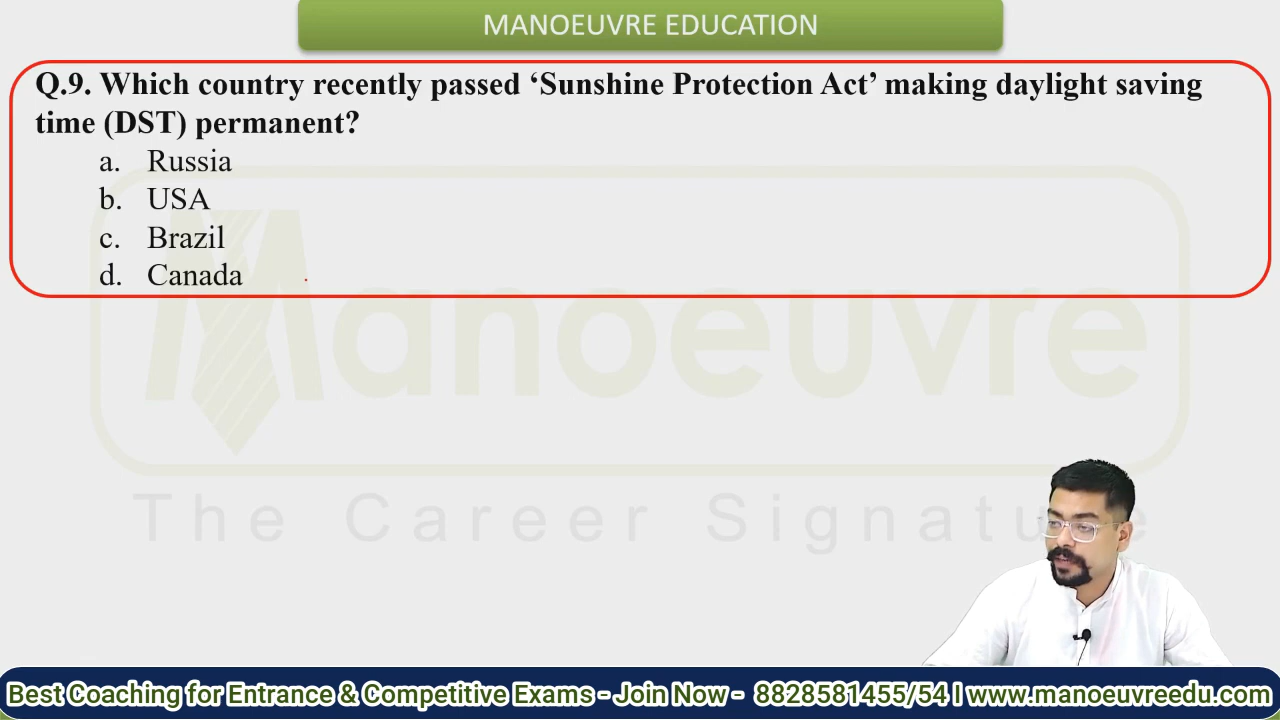 MANOEUVRE EDUCATION
Q.9. Which country recently passed ‘Sunshine Protection Act’ making daylight saving
time (DST) permanent?
a. Russia
b. USA
c. Brazil
d. Canada
Manoeuvre
The Career Signature
Best Coaching for Entrance & Competitive Exams - Join Now - 8828581455/54 I www.manoeuvreedu.com